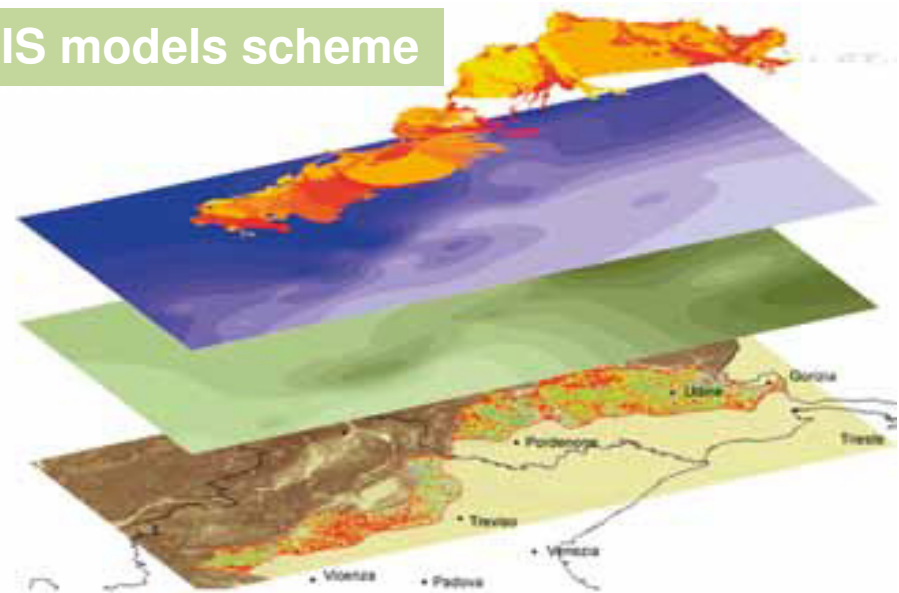 IS models scheme
Gorizia
Udine
Pordenone
Trieste
Treviso
Venezia
Vicenza
Padova